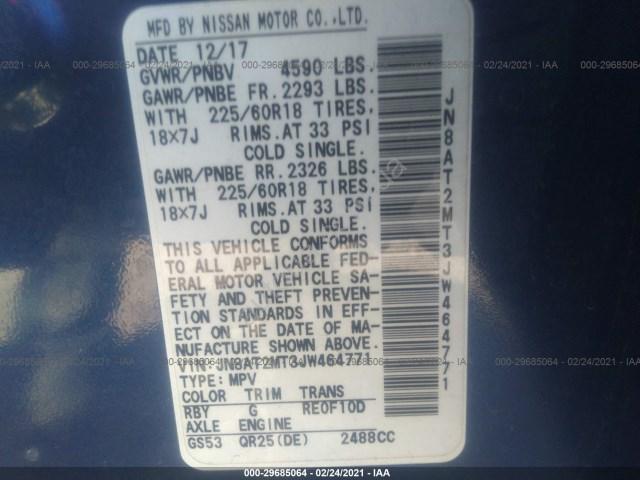 000-29685064 - 02/24/2021 - IAAI.COM
MFD BY NISSAN MOTOR CO.,LTD.
DATE 12/17
GVWR/PNBV 4590 LBS.
GAWR/PNBE FR.2293 LBS.
WITH 225/60R18 TIRES,
18X7J RIMS.AT 33 PSI
COLD SINGLE.
GAWR/PNBE RR.2326 LBS.
WITH 225/60R18 TIRES,
18X7J RIMS.AT 33 PSI
COLD SINGLE.
THIS VEHICLE CONFORMS
TO ALL APPLICABLE FED-
ERAL MOTOR VEHICLE SA-
FETY AND THEFT PREVEN-
TION STANDARDS IN EFF-
ECT ON THE DATE OF MA-
NUFACTURE SHOWN ABOVE.
VIN:JN8AT2MT3JW464771
TYPE:MPV
COLOR TRIM TRANS
RBY G RE0F10D
AXLE ENGINE
GS53 QR25(DE) 2488CC
JN8AT2MT3JW464771
000-29685064 - 02/24/2021 - IAAI.COM